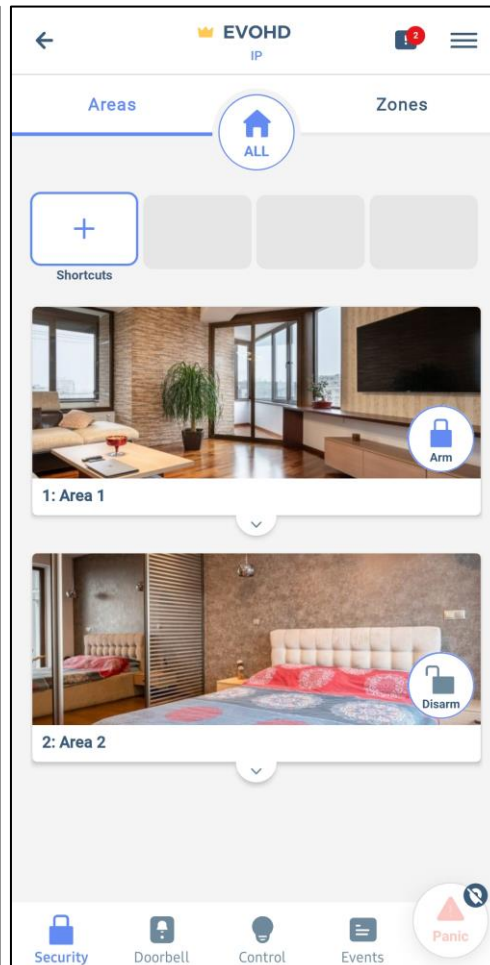 EVOHD
2
IP
Areas
Zones
ALL
Shortcuts
Arm
1: Area 1
Disarm
2: Area 2
Panic
Security
Doorbell
Control
Events